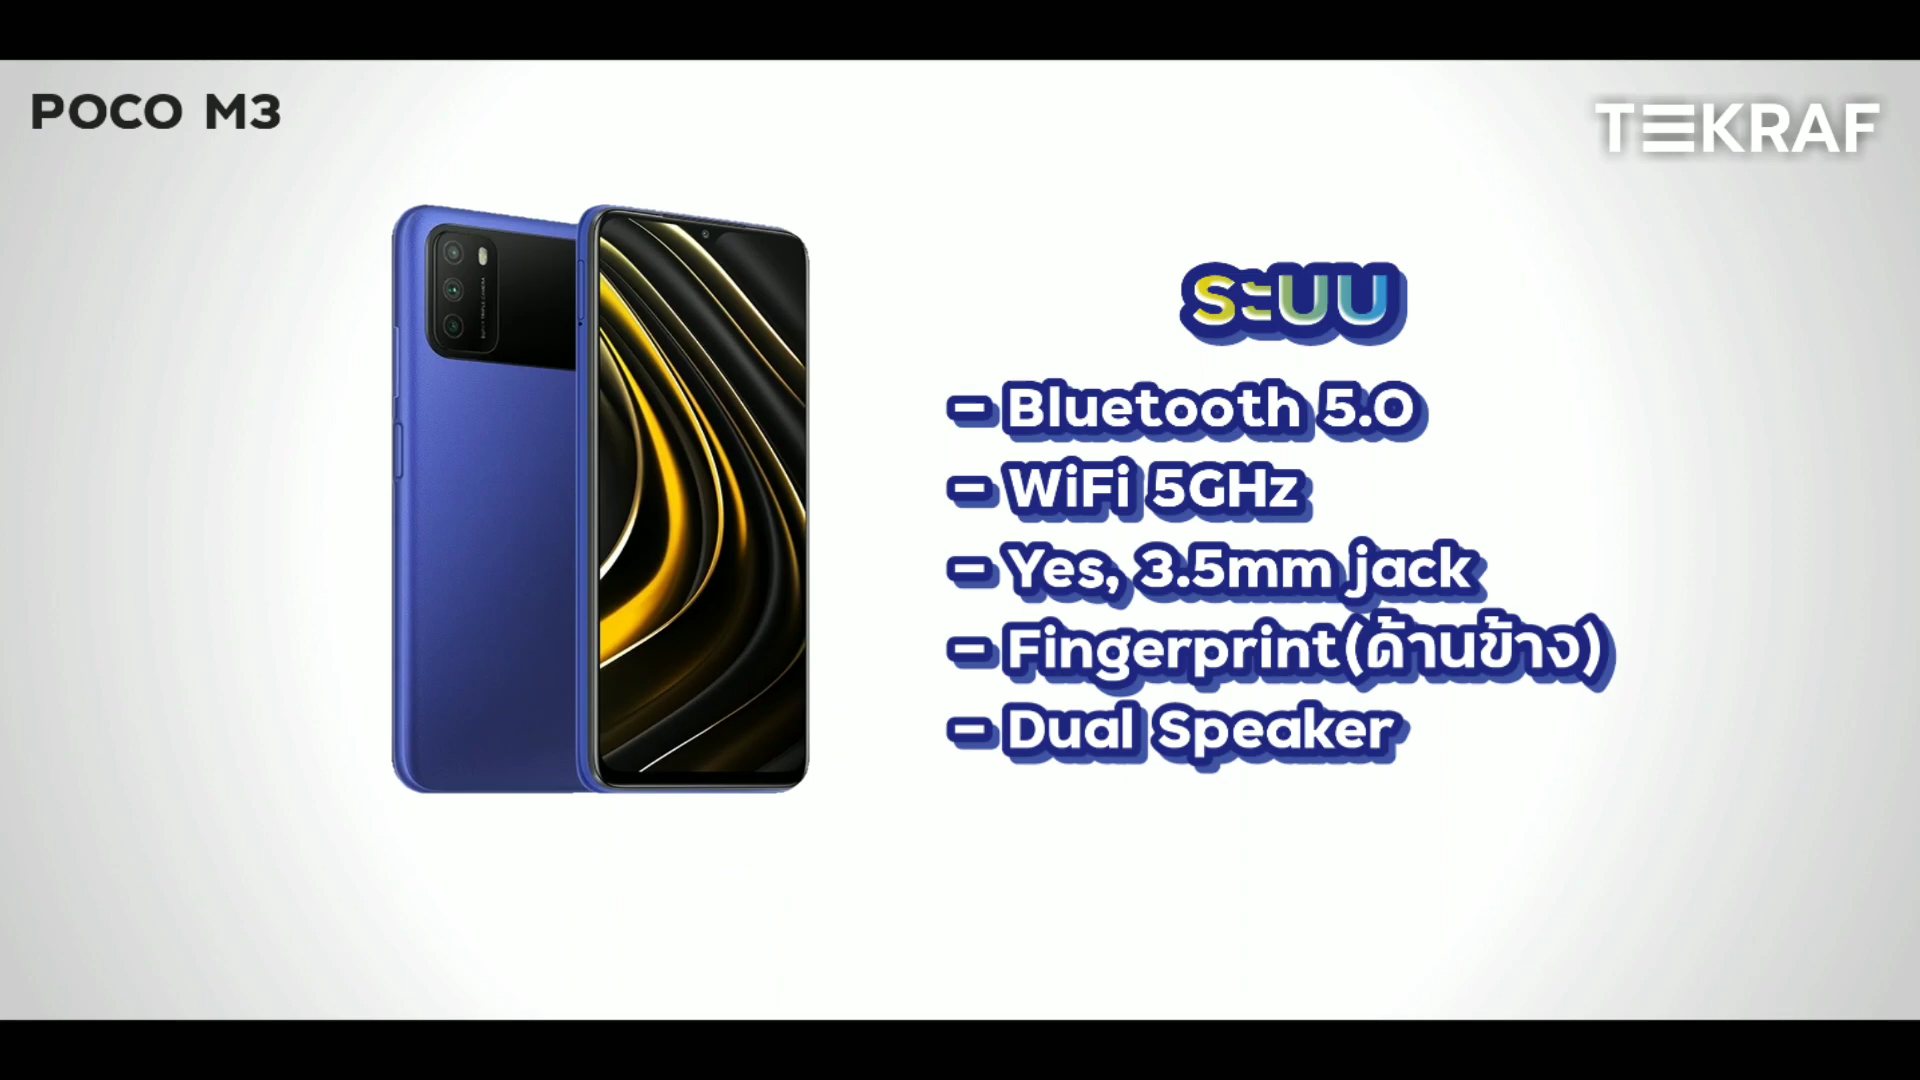 POCO M3
TEKRAF
ระบบ
- Bluetooth 5.0
- WiFi 5GHz
- Yes, 3.5mm jack
- Fingerprint(ด้านข้าง)
- Dual Speaker